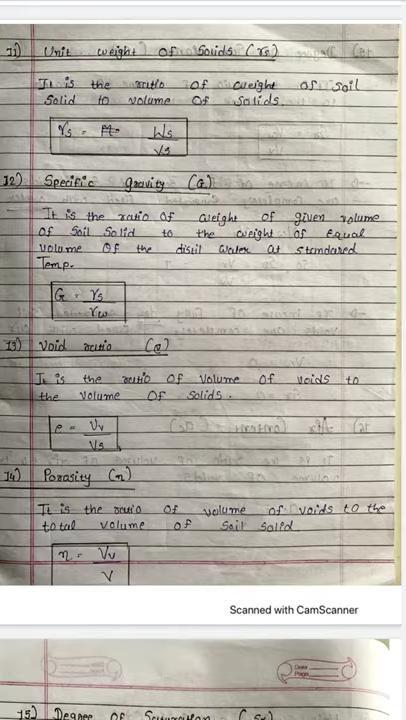 11) Unit weight of Solids (rs)
It is the ratio of weight of soil
Solid to volume of Solids.
γs = Ws
Vs
12) Specific gravity (G)
It is the ratio of weight of given volume
of Soil Solid to the weight of Equal
volume of the distil water at standared
Temp.
G = γs
γw
13) Void ratio (e)
It is the ratio of volume of voids to
the volume of solids.
e = Vv
Vs
14) Porasity (n)
It is the ratio of volume of voids to the
total volume of Soil Solid
n = Vv
V
Scanned with CamScanner
Date
Page
15) Degree of Saturation (Sr)